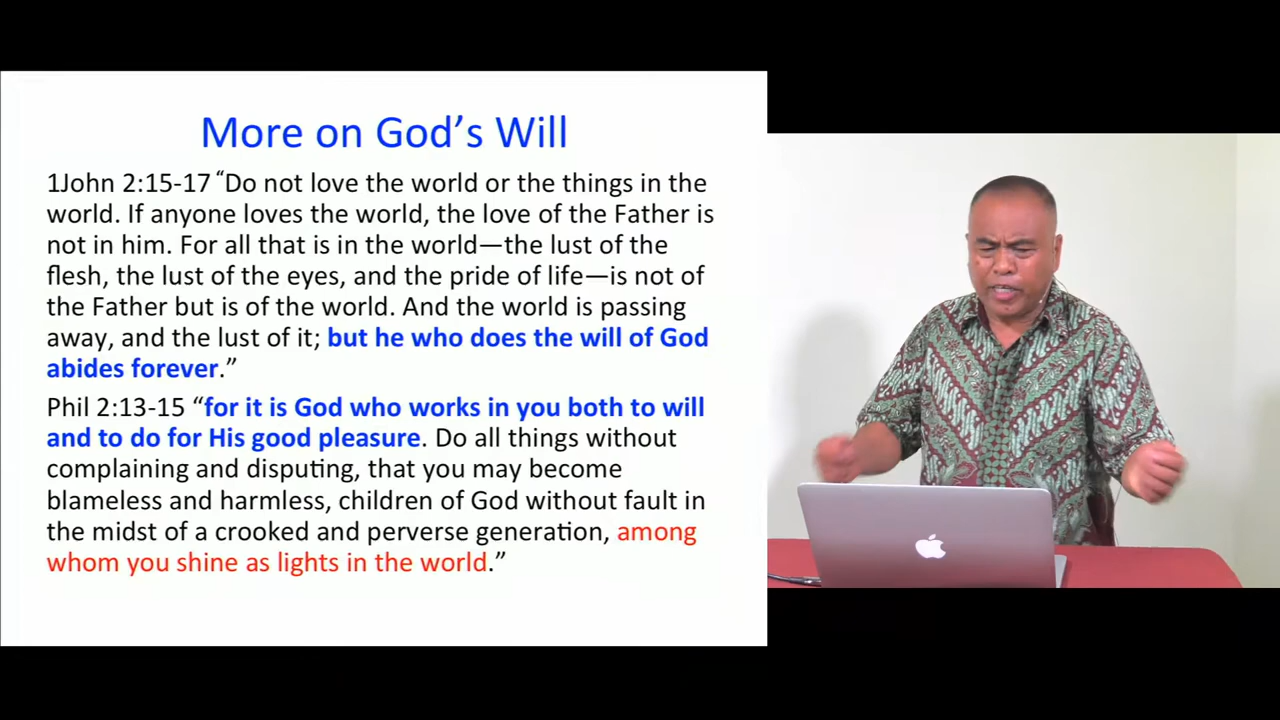 More on God’s Will
1John 2:15-17 “Do not love the world or the things in the
world. If anyone loves the world, the love of the Father is
not in him. For all that is in the world—the lust of the
flesh, the lust of the eyes, and the pride of life—is not of
the Father but is of the world. And the world is passing
away, and the lust of it; but he who does the will of God
abides forever.”
Phil 2:13-15 “for it is God who works in you both to will
and to do for His good pleasure. Do all things without
complaining and disputing, that you may become
blameless and harmless, children of God without fault in
the midst of a crooked and perverse generation, among
whom you shine as lights in the world.”